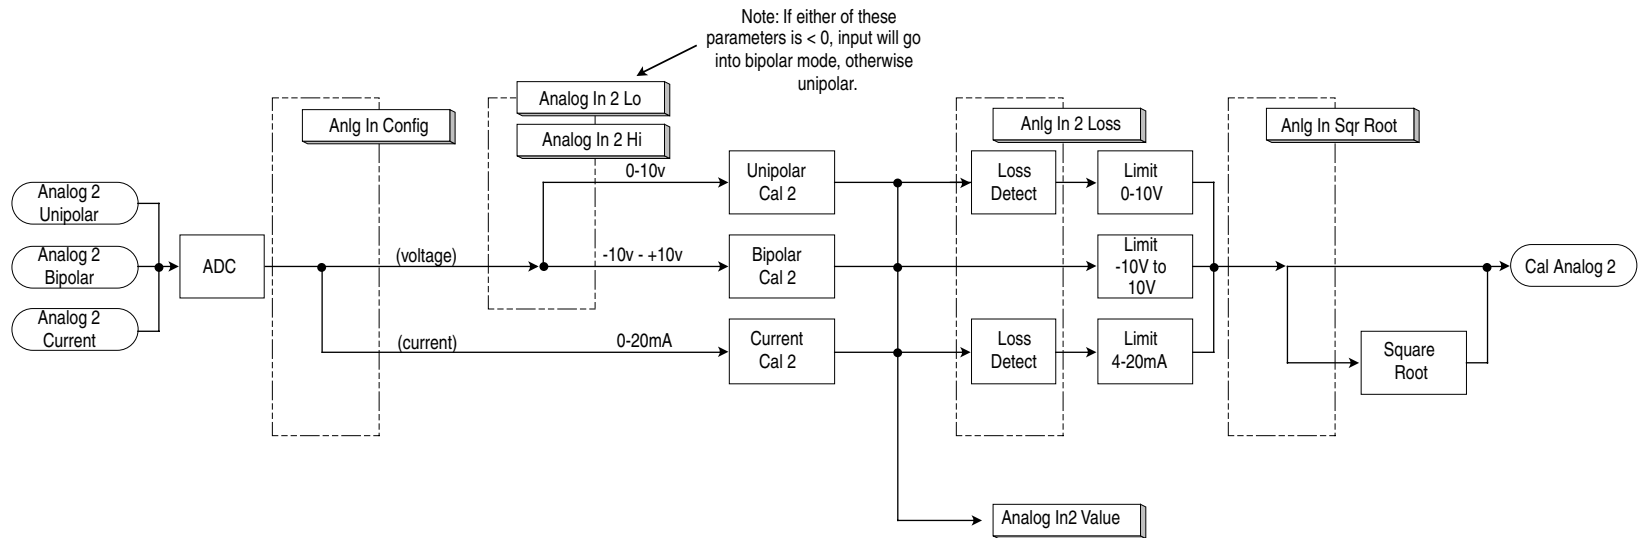 Note: If either of these
parameters is < 0, input will go
into bipolar mode, otherwise
unipolar.
Analog In 2 Lo
Analog In 2 Hi
Anlg In Config
Anlg In 2 Loss
Anlg In Sqr Root
Analog 2
Unipolar
Analog 2
Bipolar
Analog 2
Current
ADC
(voltage)
(current)
0-10v
-10v - +10v
0-20mA
Unipolar
Cal 2
Bipolar
Cal 2
Current
Cal 2
Loss
Detect
Loss
Detect
Limit
0-10V
Limit
-10V to
10V
Limit
4-20mA
Square
Root
Cal Analog 2
Analog In2 Value